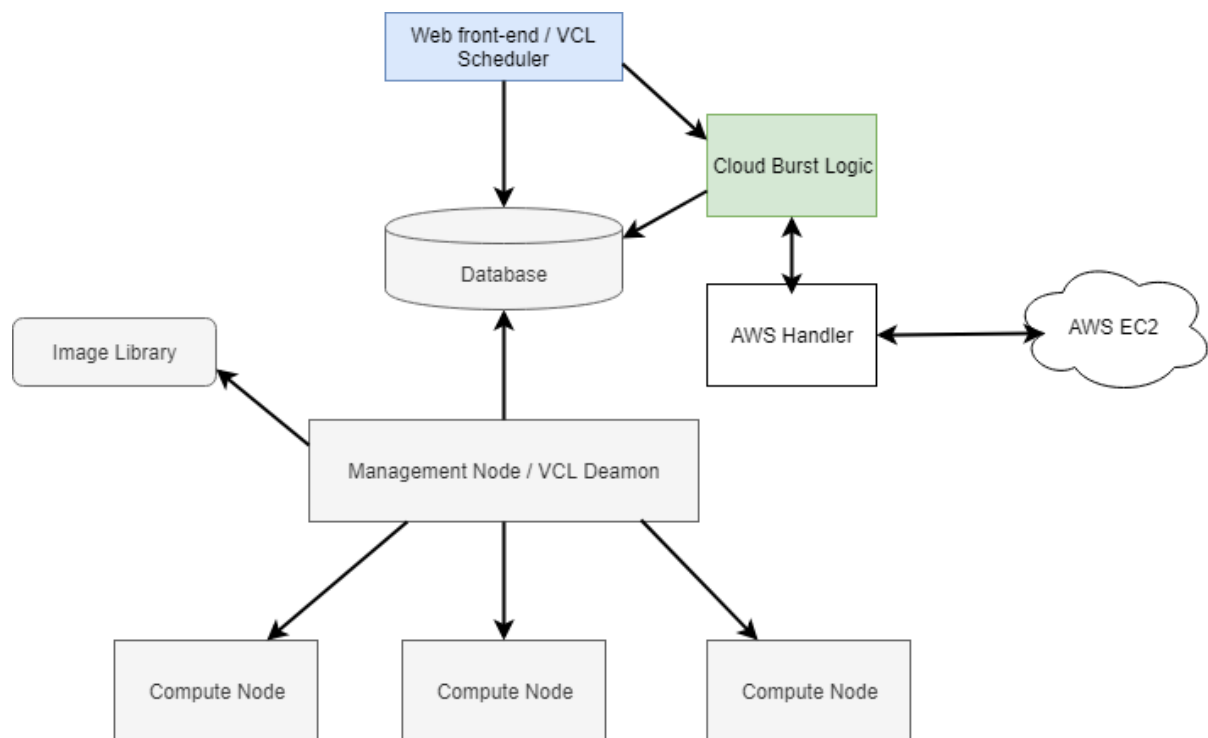 Web front-end / VCL
Scheduler
Cloud Burst Logic
Database
AWS Handler
AWS EC2
Image Library
Management Node / VCL Deamon
Compute Node
Compute Node
Compute Node